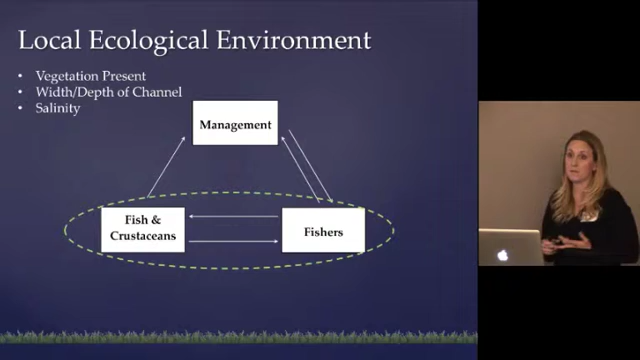 Local Ecological Environment
• Vegetation Present
• Width/Depth of Channel
• Salinity
Management
Fish &
Crustaceans
Fishers